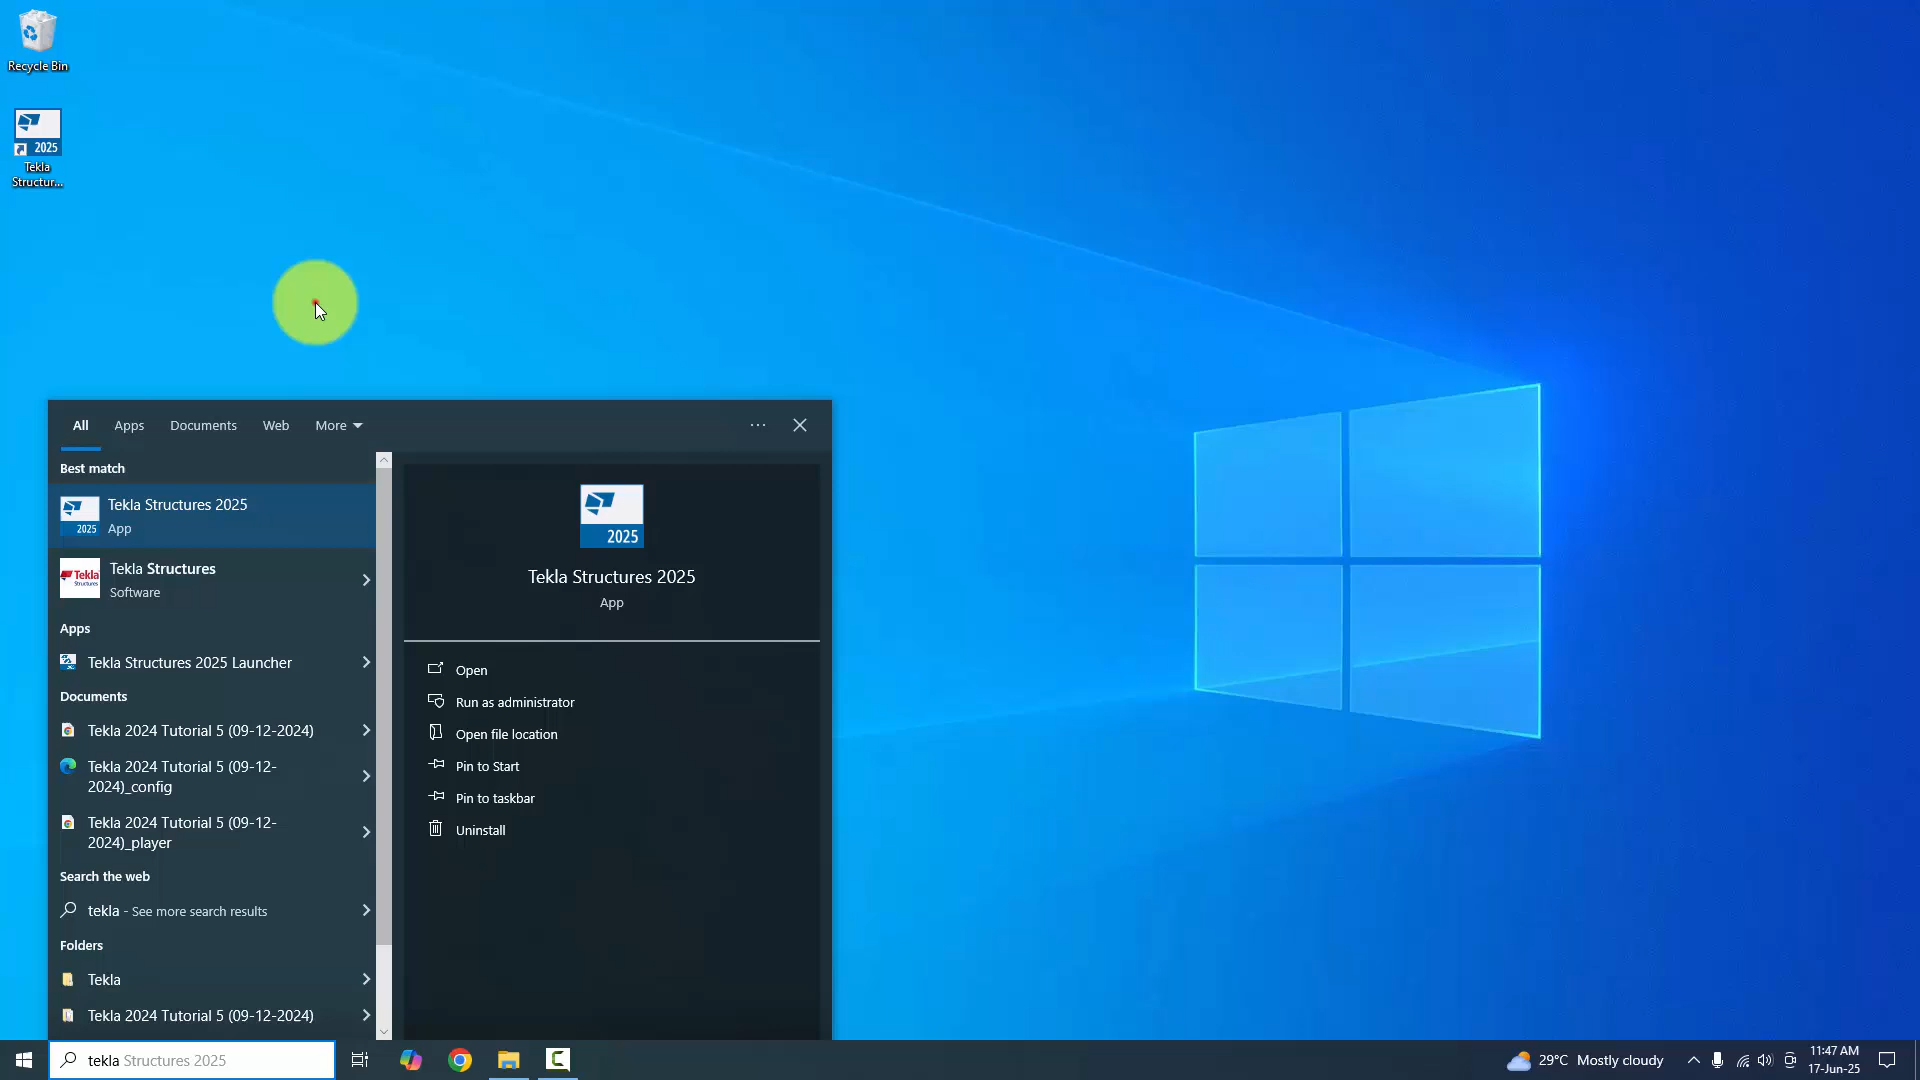 Recycle Bin
2025
Tekla
Structur...
All
Apps
Documents
Web
More
Best match
2025
Tekla Structures 2025
App
Tekla
Structures
Tekla Structures
Software
Apps
Tekla Structures 2025 Launcher
Documents
Tekla 2024 Tutorial 5 (09-12-2024)
Tekla 2024 Tutorial 5 (09-12-
2024)_config
Tekla 2024 Tutorial 5 (09-12-
2024)_player
Search the web
tekla - See more search results
Folders
Tekla
Tekla 2024 Tutorial 5 (09-12-2024)
2025
Tekla Structures 2025
App
Open
Run as administrator
Open file location
Pin to Start
Pin to taskbar
Uninstall
tekla Structures 2025
29°C Mostly cloudy
11:47 AM
17-Jun-25